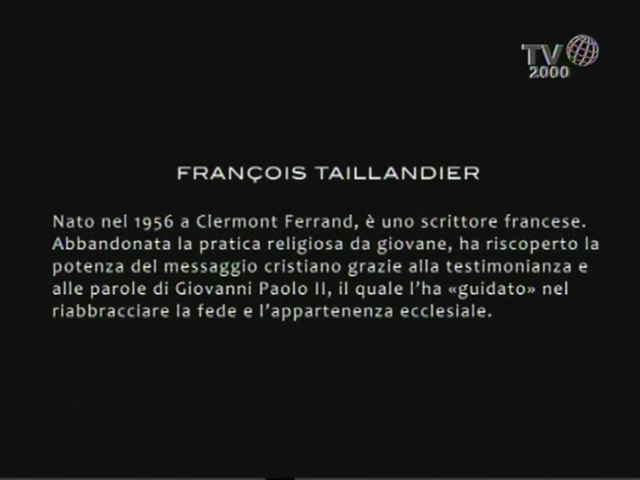 TV
2000
FRANÇOIS TAILLANDIER
Nato nel 1956 a Clermont Ferrand, è uno scrittore francese.
Abbandonata la pratica religiosa da giovane, ha riscoperto la
potenza del messaggio cristiano grazie alla testimonianza e
alle parole di Giovanni Paolo II, il quale l’ha «guidato» nel
riabbracciare la fede e l’appartenenza ecclesiale.